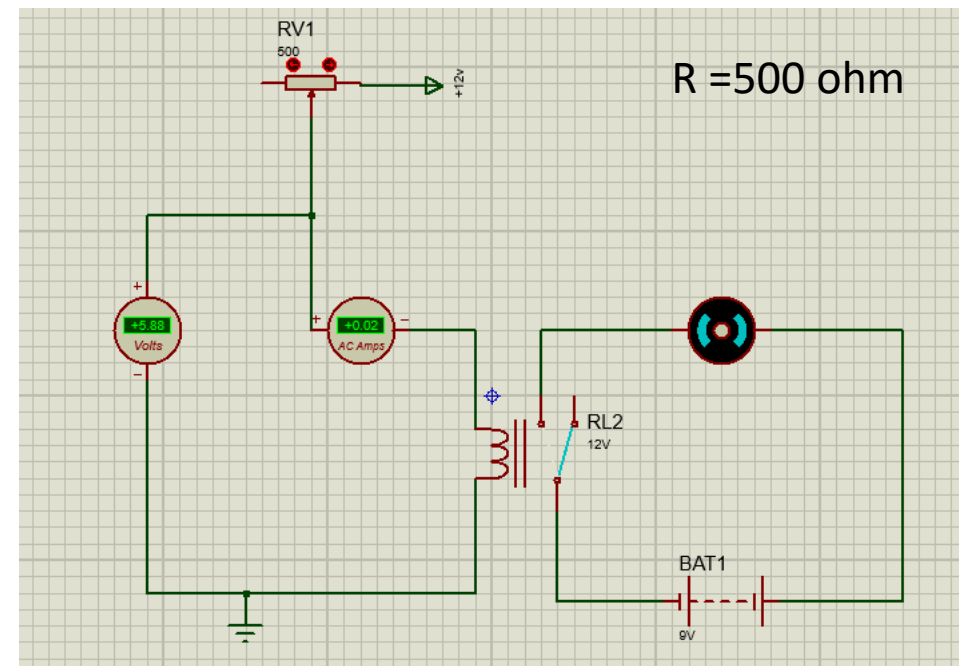 RV1
500
+12v
R =500 ohm
+
+5.88
Volts
−
+
+0.02
AC Amps
−
RL2
12V
BAT1
9V